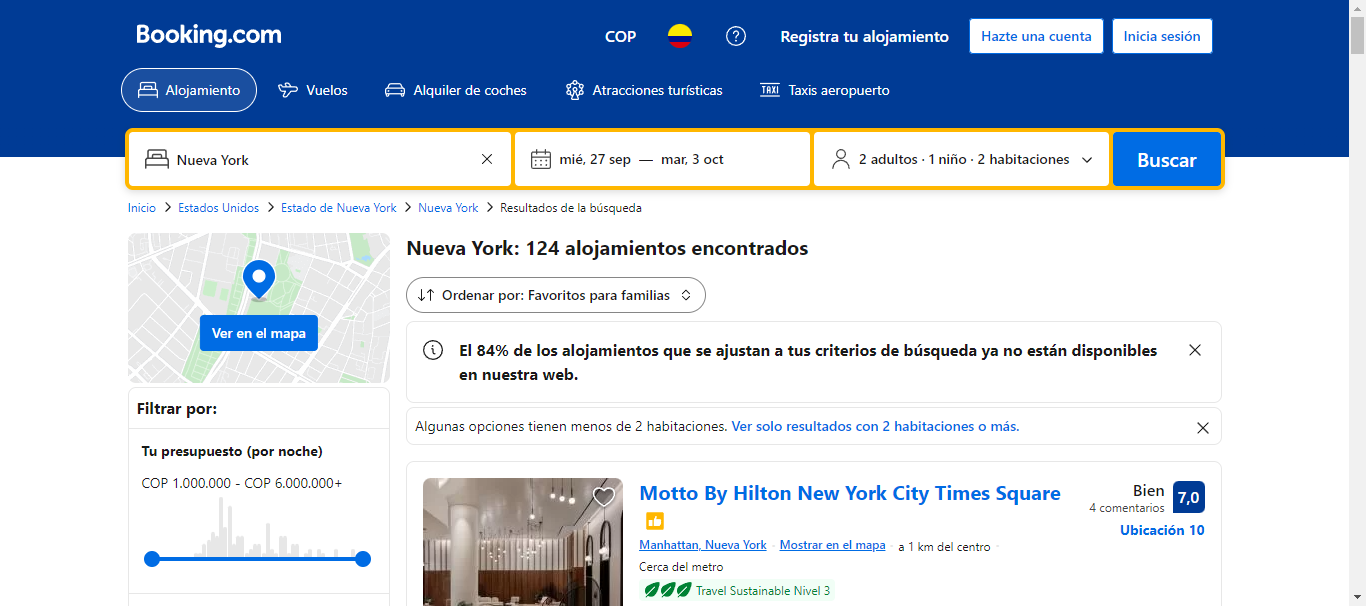 Booking.com
COP
Registra tu alojamiento
Hazte una cuenta
Inicia sesión
Alojamiento
Vuelos
Alquiler de coches
Atracciones turísticas
TAXI
Taxis aeropuerto
Nueva York
mié, 27 sep — mar, 3 oct
2 adultos · 1 niño · 2 habitaciones
Buscar
Inicio > Estados Unidos > Estado de Nueva York > Nueva York > Resultados de la búsqueda
Ver en el mapa
Filtrar por:
Tu presupuesto (por noche)
COP 1.000.000 - COP 6.000.000+
Nueva York: 124 alojamientos encontrados
Ordenar por: Favoritos para familias
El 84% de los alojamientos que se ajustan a tus criterios de búsqueda ya no están disponibles
en nuestra web.
Algunas opciones tienen menos de 2 habitaciones. Ver solo resultados con 2 habitaciones o más.
Motto By Hilton New York City Times Square
Manhattan, Nueva York · Mostrar en el mapa · a 1 km del centro ·
Cerca del metro
Travel Sustainable Nivel 3
Bien
4 comentarios
7,0
Ubicación 10